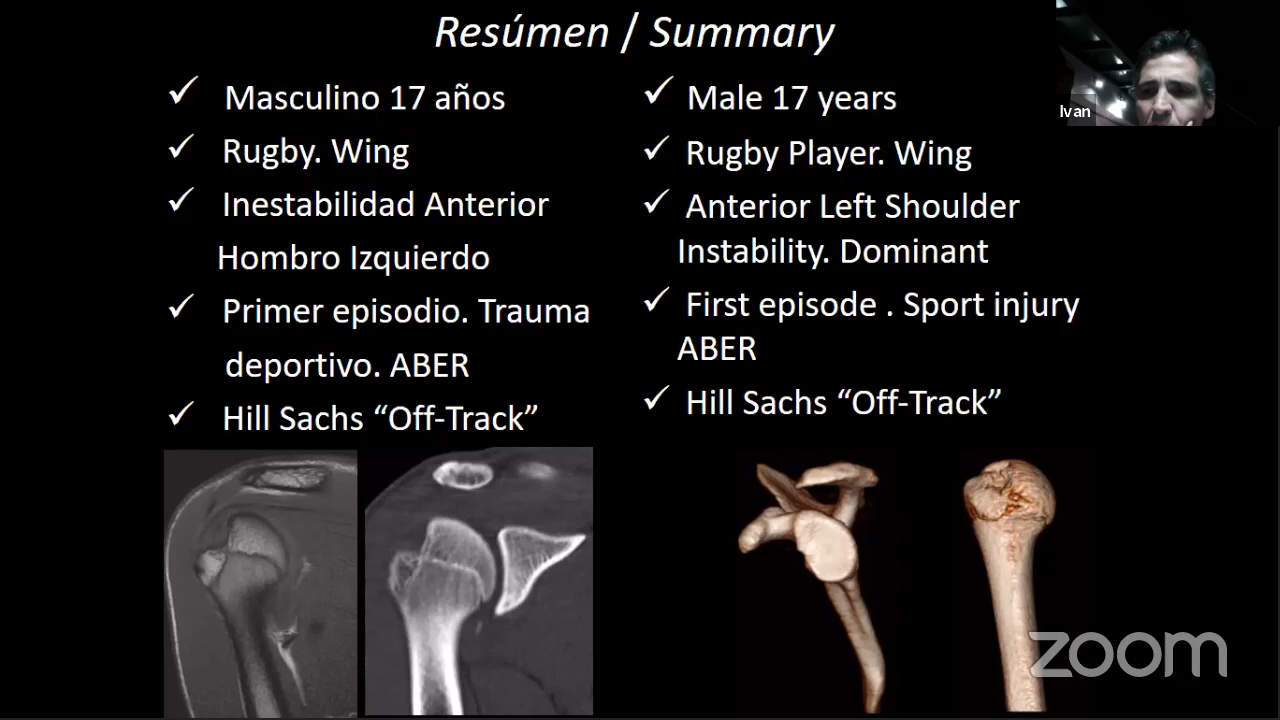 Resúmen / Summary
✓ Masculino 17 años
✓ Rugby. Wing
✓ Inestabilidad Anterior
Hombro Izquierdo
✓ Primer episodio. Trauma
deportivo. ABER
✓ Hill Sachs “Off-Track”
✓ Male 17 years
✓ Rugby Player. Wing
✓ Anterior Left Shoulder
Instability. Dominant
✓ First episode . Sport injury
ABER
✓ Hill Sachs “Off-Track”
Ivan
zoom